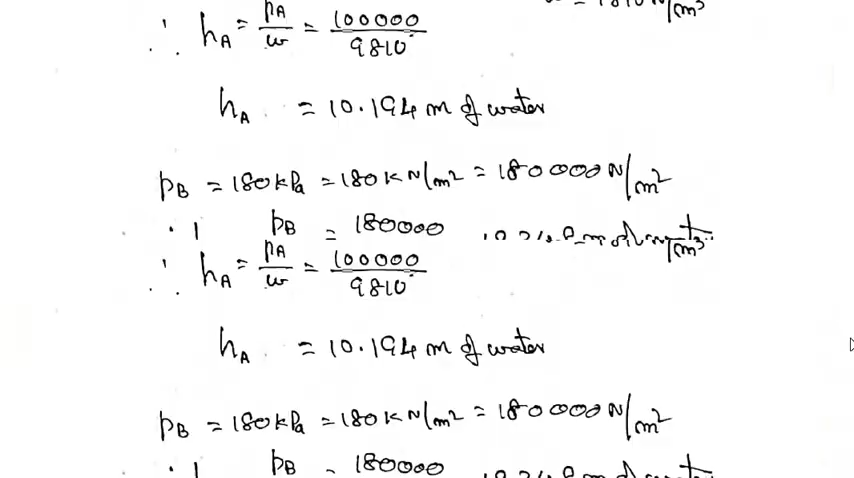 ∴ hA = pA/w = 100000/9810
hA = 10.194 m of water
pB = 180kPa = 180 kN/m² = 180000 N/m²
pB = 180000
∴ hA = pA/w = 100000/9810
hA = 10.194 m of water
pB = 180kPa = 180 kN/m² = 180000 N/m²
pB 180000